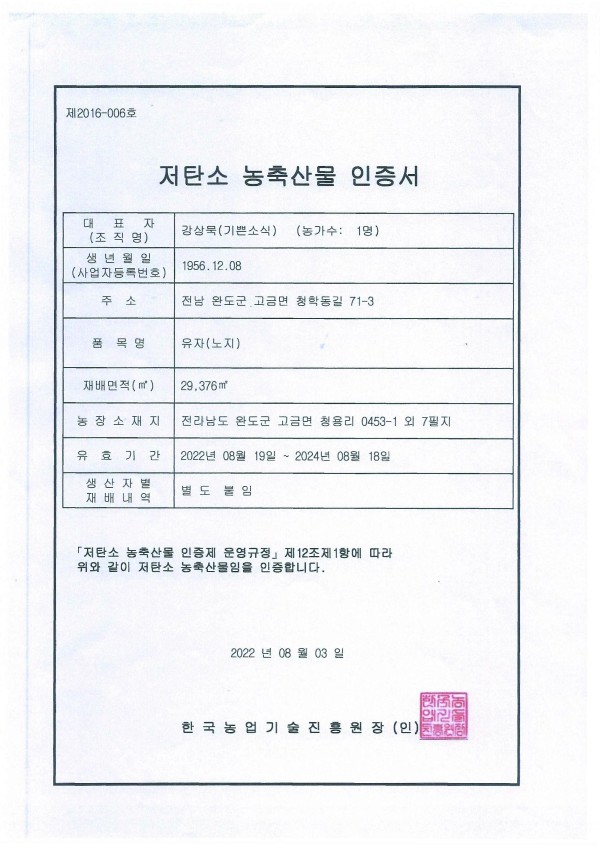 제2016-006호
저탄소 농축산물 인증서
대 표 자
(조 직 명)
강상묵(기쁜소식) (농가수: 1명)
생 년 월 일
(사업자등록번호)
1956.12.08
주 소
전남 완도군 고금면 청학동길 71-3
품 목 명
유자(노지)
재배면적(㎡)
29,376㎡
농 장 소 재 지
전라남도 완도군 고금면 청용리 0453-1 외 7필지
유 효 기 간
2022년 08월 19일 ~ 2024년 08월 18일
생 산 자 별
재 배 내 역
별 도 붙 임
「저탄소 농축산물 인증제 운영규정」 제12조제1항에 따라
위와 같이 저탄소 농축산물임을 인증합니다.
2022 년 08 월 03 일
한 국 농 업 기 술 진 흥 원 장 (인)